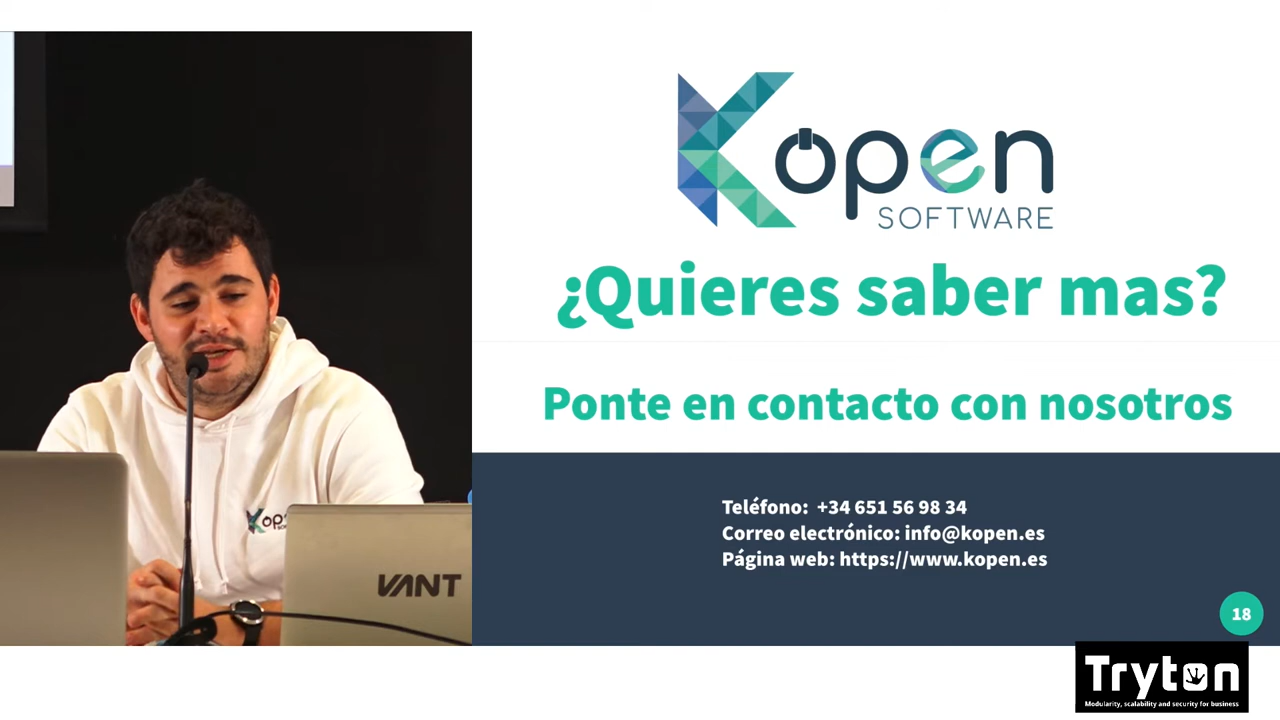 Kopen
SOFTWARE
¿Quieres saber mas?
Ponte en contacto con nosotros
Teléfono: +34 651 56 98 34
Correo electrónico: info@kopen.es
Página web: https://www.kopen.es
VANT
18
Tryton
Modularity, scalability and security for business